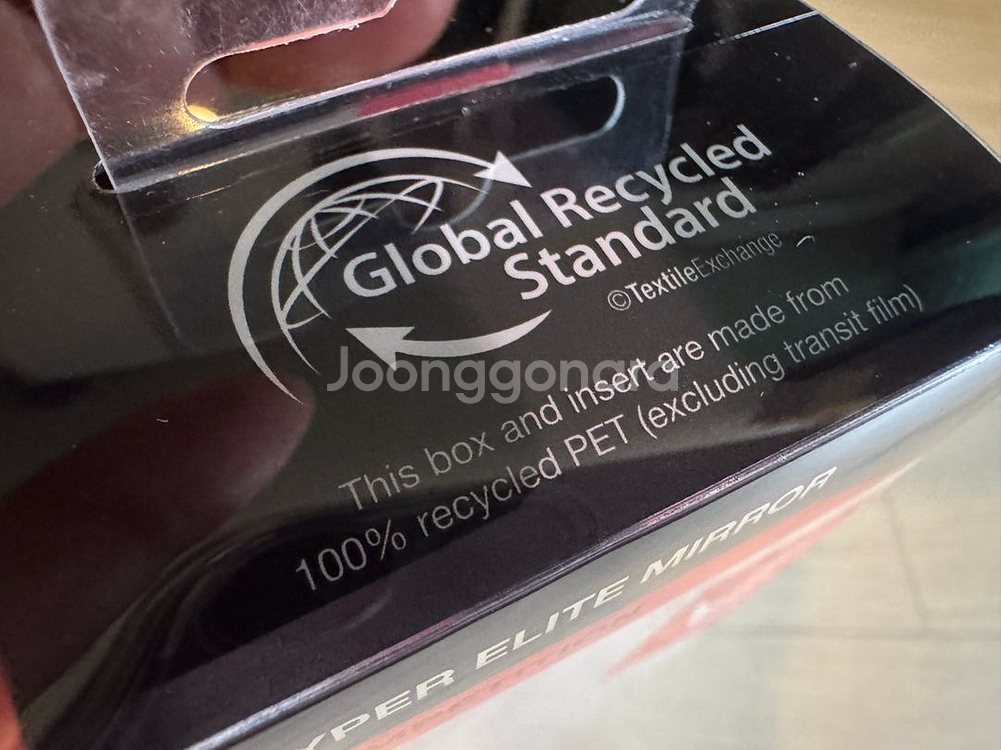 Global Recycled
Standard
©TextileExchange
Joonggonara
This box and insert are made from
100% recycled PET (excluding transit film)
YPER ELITE MIRROR